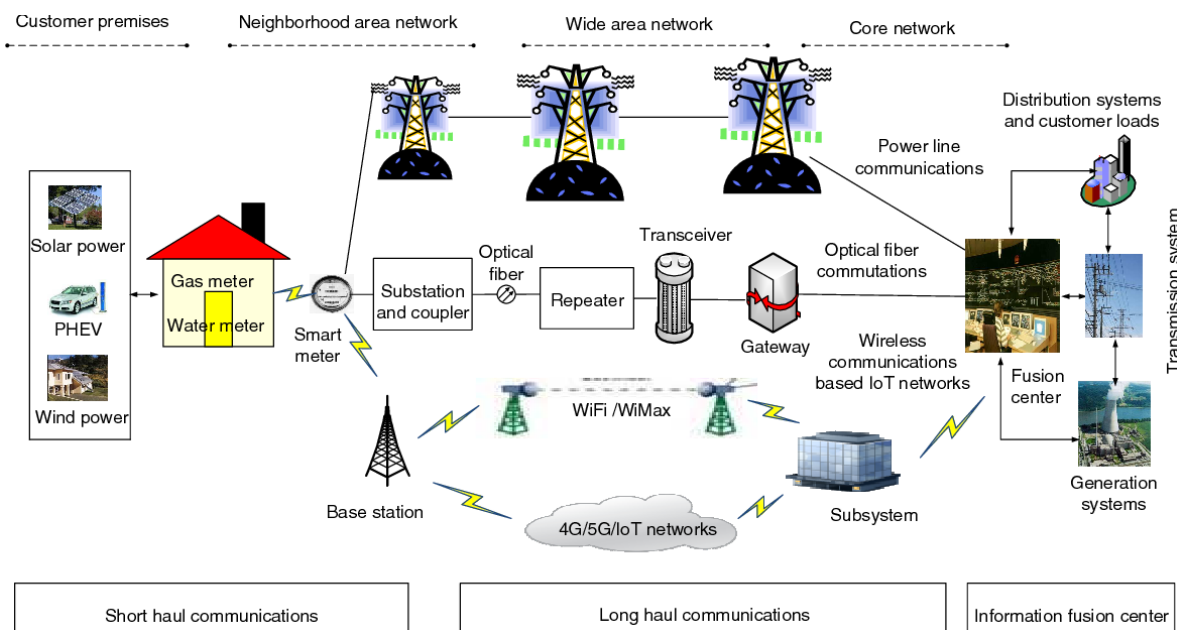 Customer premises
Neighborhood area network
Wide area network
Core network
Distribution systems
and customer loads
Power line
communications
Solar power
PHEV
Wind power
Gas meter
Water meter
Smart
meter
Substation
and coupler
Optical
fiber
Repeater
Transceiver
Gateway
Optical fiber
commutations
Wireless
communications
based IoT networks
Fusion
center
Transmission system
WiFi /WiMax
Base station
4G/5G/IoT networks
Subsystem
Generation
systems
Short haul communications
Long haul communications
Information fusion center